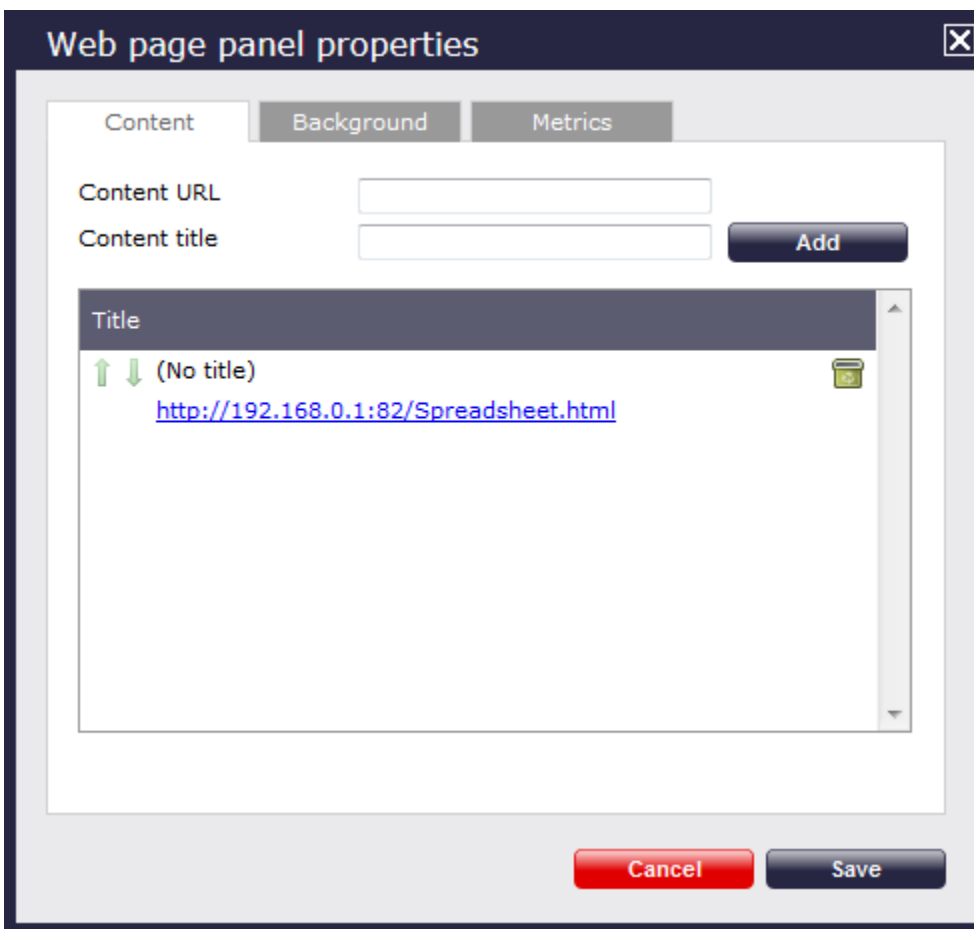 Web page panel properties
Content Background Metrics
Content URL
Content title Add
Title
(No title)
http://192.168.0.1:82/Spreadsheet.html
Cancel Save